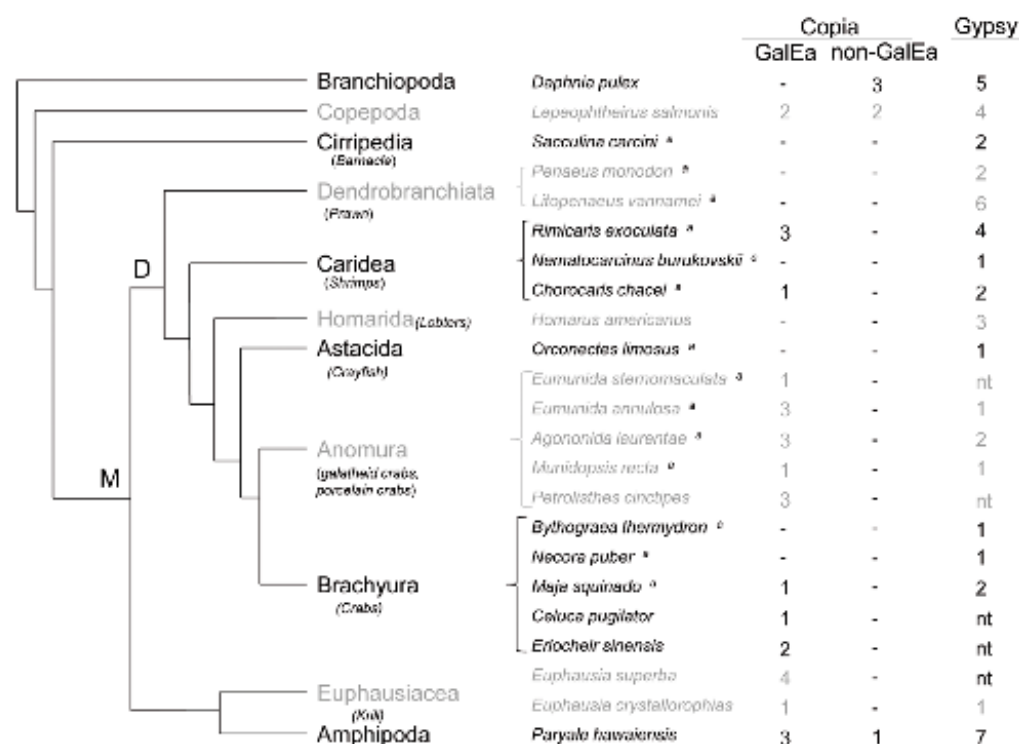 Copia Gypsy
GalEa non-GalEa
Branchiopoda Daphnia pulex - 3 5
Copepoda Lepeophtheirus salmonis 2 2 4
Cirripedia Sacculina carcini a - - 2
(Barnacle)
Penaeus monodon - - 2
Dendrobranchiata
(Prawn)
Litopenaeus vannamei a - - 6
Rimicaris exoculata a 3 - 4
Caridea Nematocarcinus burukovskii c - - 1
(Shrimps)
Chorocaris chacei a 1 - 2
Homarida (Lobters) Homarus americanus - - 3
Astacida Orconectes limosus - - 1
(Crayfish)
Eumunida sternomaculata a 1 - nt
Eumunida annulosa a 3 - 1
Anomura Agononida laurentae a 3 - 2
(galatheid crabs,
porcelain crabs)
Munidopsis recta 1 - 1
Petrolisthes cinctipes 3 - nt
Bythograea thermydron c - - 1
Necora puber - - 1
Brachyura Maja squinado 1 - 2
(Crabs)
Celuca pugilator 1 - nt
Eriocheir sinensis 2 - nt
Euphausia superba 4 - nt
Euphausiacea Euphausia crystallorophias 1 - 1
(Krill)
Amphipoda Paryale hawaiensis 3 1 7
D
M